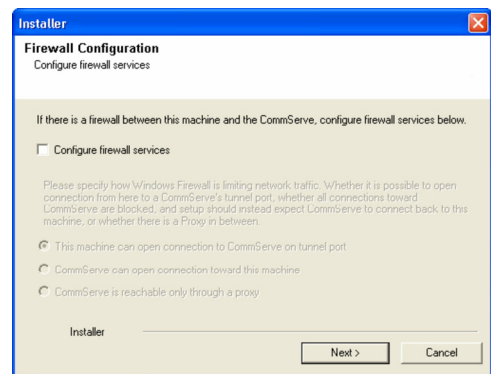 Installer
Firewall Configuration
Configure firewall services
If there is a firewall between this machine and the CommServe, configure firewall services below.
Configure firewall services
Please specify how Windows Firewall is limiting network traffic. Whether it is possible to open
connection from here to a CommServe's tunnel port, whether all connections toward
CommServe are blocked, and setup should instead expect CommServe to connect back to this
machine, or whether there is a Proxy in between.
This machine can open connection to CommServe on tunnel port
CommServe can open connection toward this machine
CommServe is reachable only through a proxy
Installer
Next >
Cancel